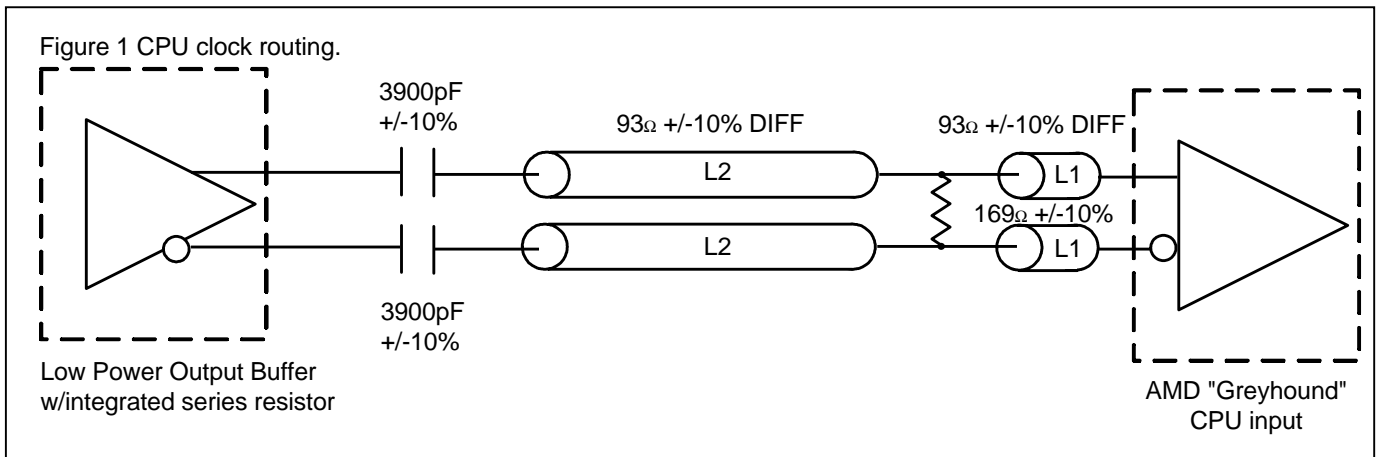 Figure 1 CPU clock routing.
3900pF
+/-10%
93Ω +/-10% DIFF
93Ω +/-10% DIFF
L2
L1
169Ω +/-10%
L2
L1
3900pF
+/-10%
Low Power Output Buffer
w/integrated series resistor
AMD "Greyhound"
CPU input